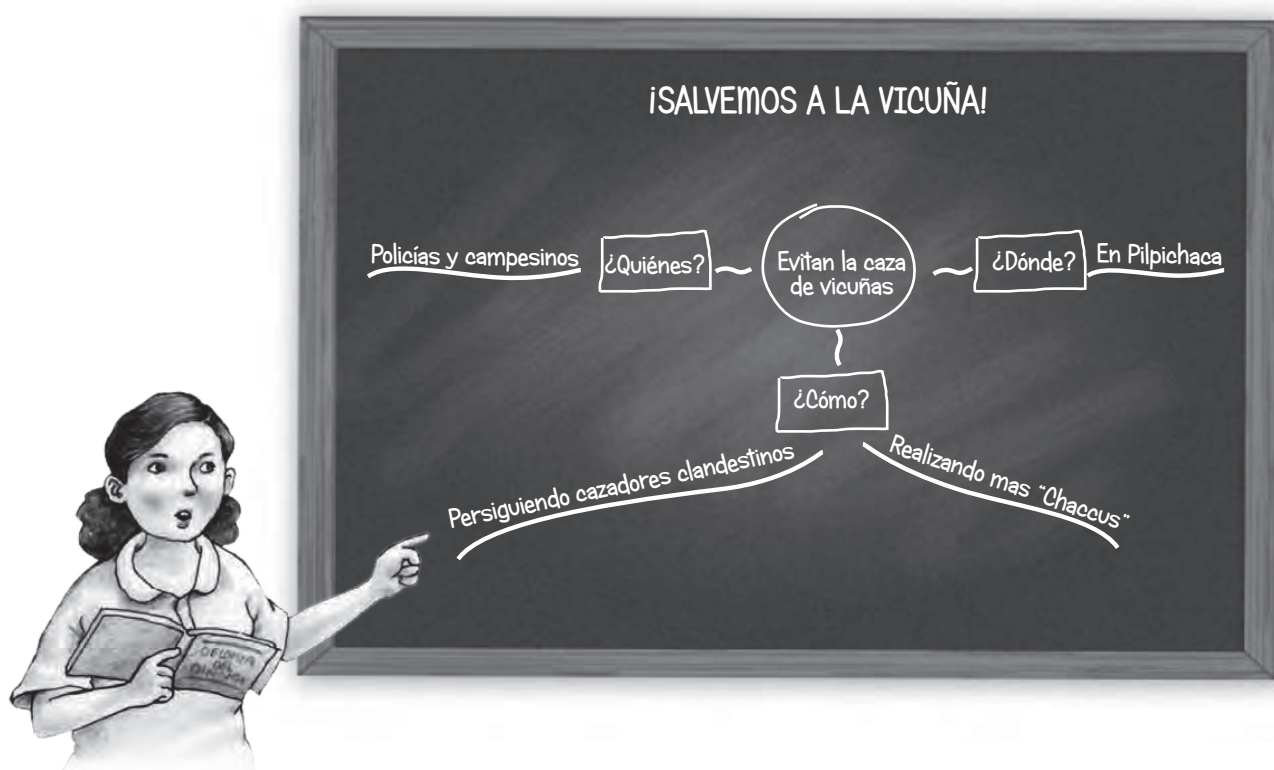 ¡SALVEMOS A LA VICUÑA!
Policías y campesinos
¿Quiénes?
Evitan la caza
de vicuñas
¿Dónde?
En Pilpichaca
¿Cómo?
Persiguiendo cazadores clandestinos
Realizando mas "Chaccus"